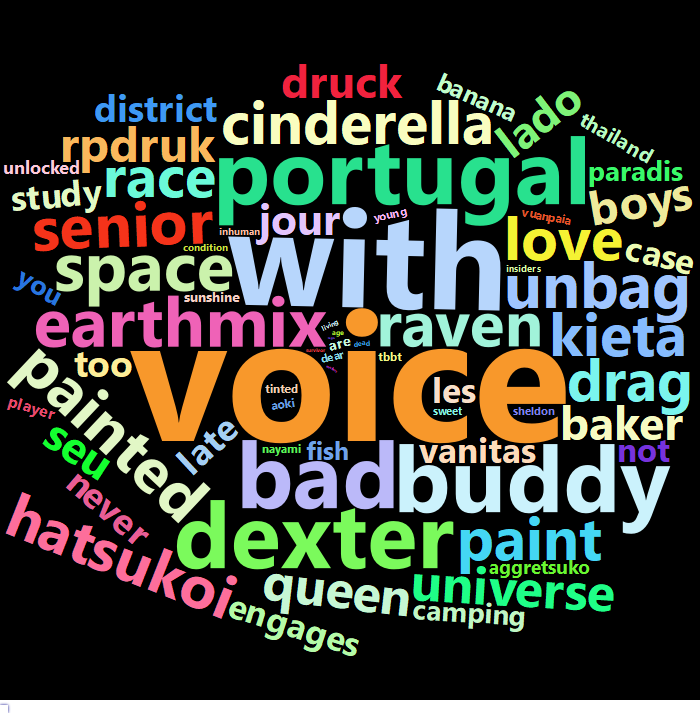 druck
banana
district
cinderella
lado
thailand
rpdruk
portugal
unlocked
race
paradis
study
boys
senior
jour
young
vuanpaia
inhuman
with
love
case
condition
space
insiders
you
sunshine
unbag
earthmix
living
age
raven
kieta
are
dead
dear
tbbt
too
voice
drag
painted
tinted
les
aoki
sweet
sheldon
baker
player
seu
late
nayami
fish
vanitas
not
bad
buddy
never
dexter
paint
hatsukoi
aggretsuko
queen
universe
engages
camping